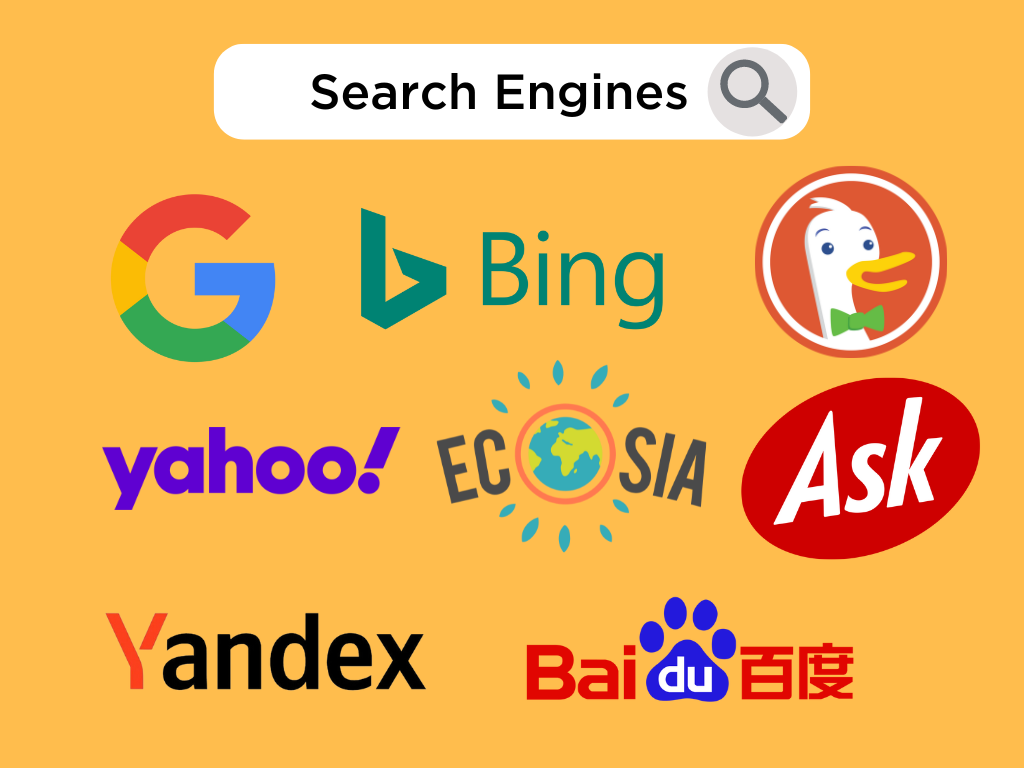 Search Engines
G
Bing
yahoo!
ECOSIA
Ask
Yandex
Baidu百度